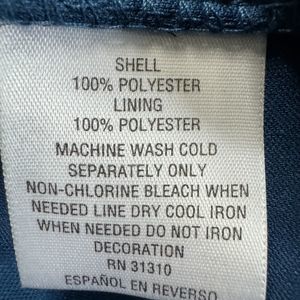 SHELL
100% POLYESTER
LINING
100% POLYESTER
MACHINE WASH COLD
SEPARATELY ONLY
NON-CHLORINE BLEACH WHEN
NEEDED LINE DRY COOL IRON
WHEN NEEDED DO NOT IRON
DECORATION
RN 31310
ESPAÑOL EN REVERSO